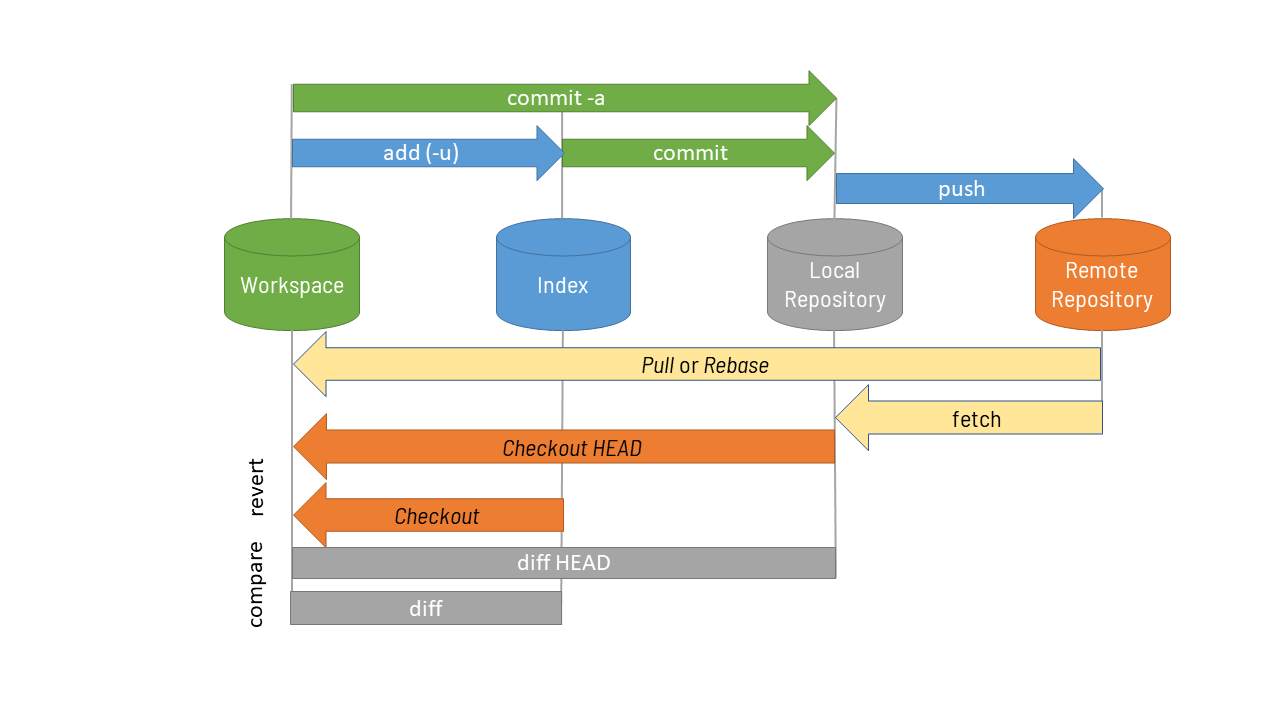 commit -a
add (-u)
commit
push
Workspace
Index
Local
Repository
Remote
Repository
Pull or Rebase
fetch
Checkout HEAD
revert
Checkout
compare
diff HEAD
diff